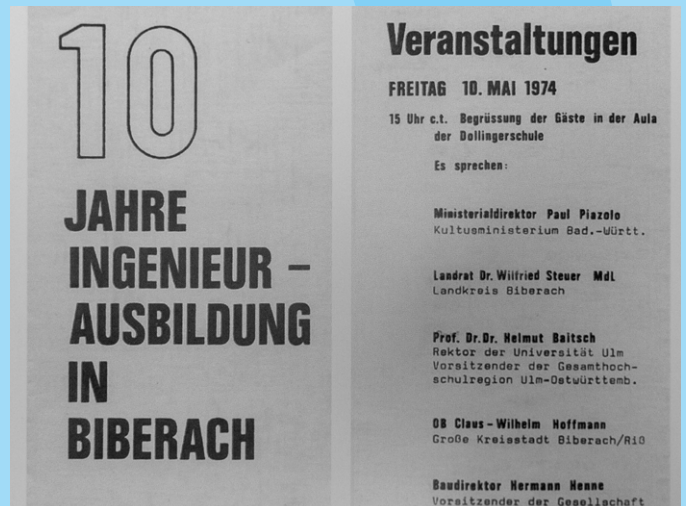 10
JAHRE
INGENIEUR –
AUSBILDUNG
IN
BIBERACH
Veranstaltungen
FREITAG 10. MAI 1974
15 Uhr c.t. Begrüssung der Gäste in der Aula
der Dollingerschule
Es sprechen:
Ministerialdirektor Paul Piazolo
Kultusministerium Bad.-Württ.
Landrat Dr. Wilfried Steuer MdL
Landkreis Biberach
Prof. Dr. Dr. Helmut Baitsch
Rektor der Universität Ulm
Vorsitzender der Gesamthoch-
schulregion Ulm-Ostwürttemb.
OB Claus - Wilhelm Hoffmann
Große Kreisstadt Biberach/Riß
Baudirektor Hermann Henne
Vorsitzender der Gesellschaft